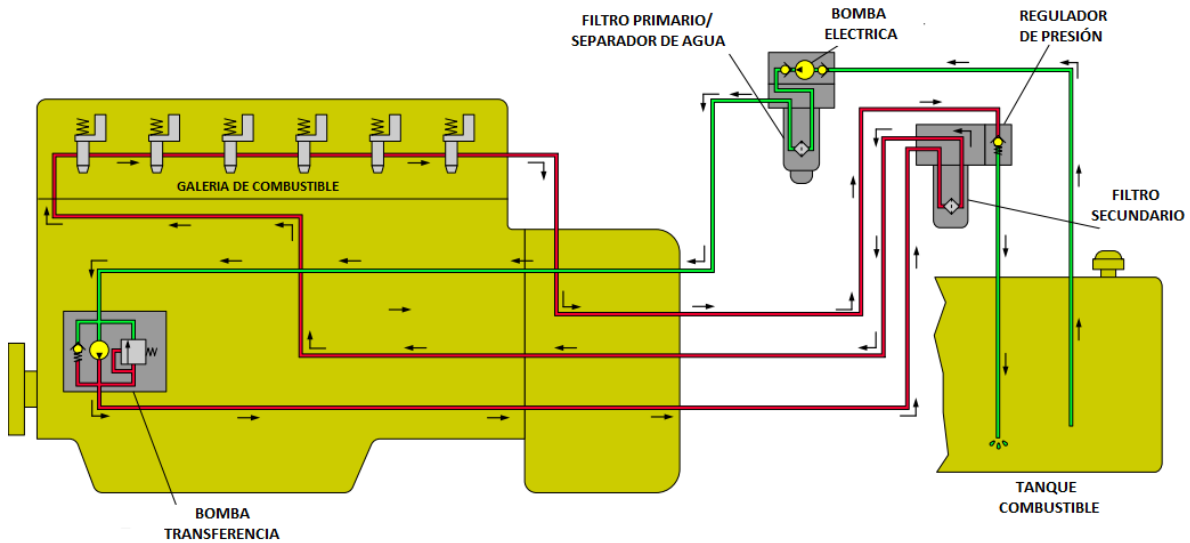 FILTRO PRIMARIO/
SEPARADOR DE AGUA
BOMBA
ELECTRICA
REGULADOR
DE PRESIÓN
GALERIA DE COMBUSTIBLE
FILTRO
SECUNDARIO
TANQUE
COMBUSTIBLE
BOMBA
TRANSFERENCIA